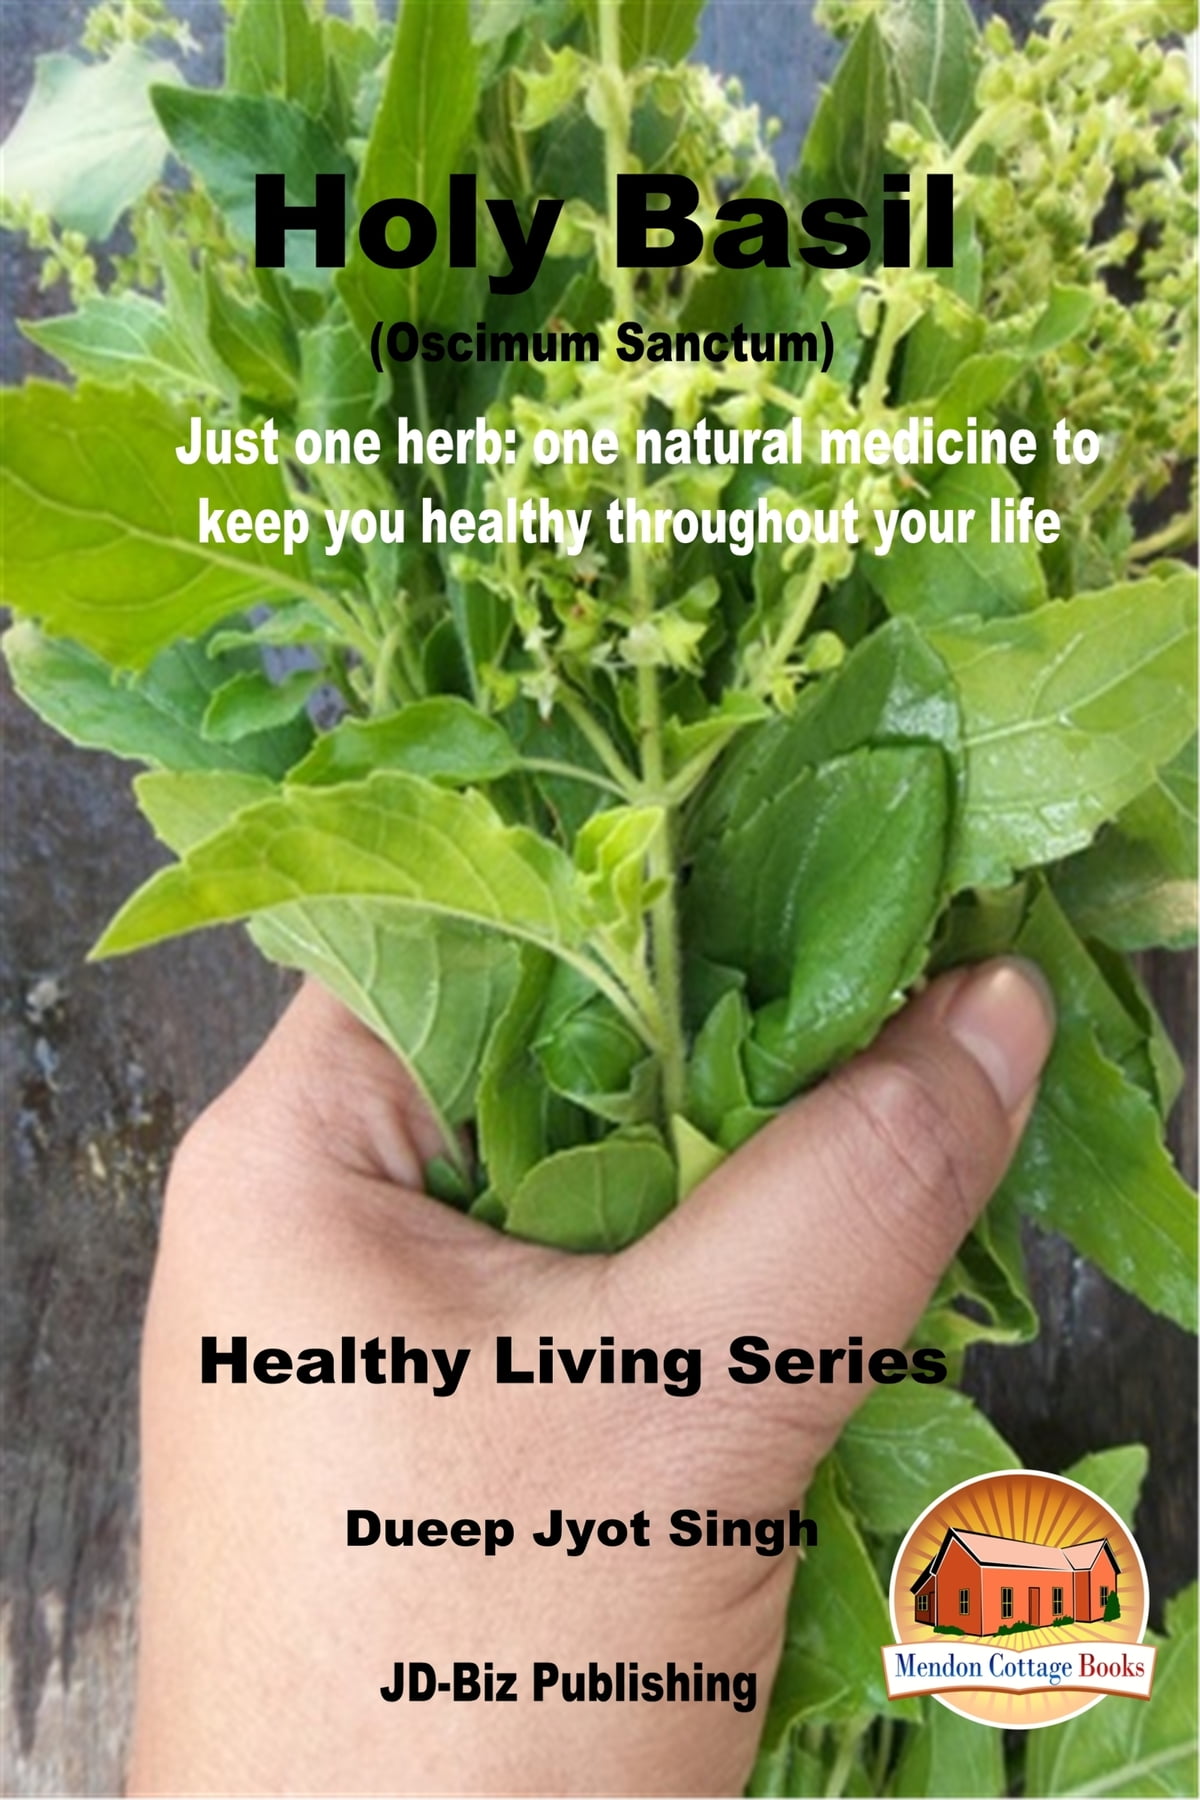 Holy Basil
(Oscimum Sanctum)
Just one herb: one natural medicine to
keep you healthy throughout your life
Healthy Living Series
Dueep Jyot Singh
JD-Biz Publishing
Mendon Cottage Books